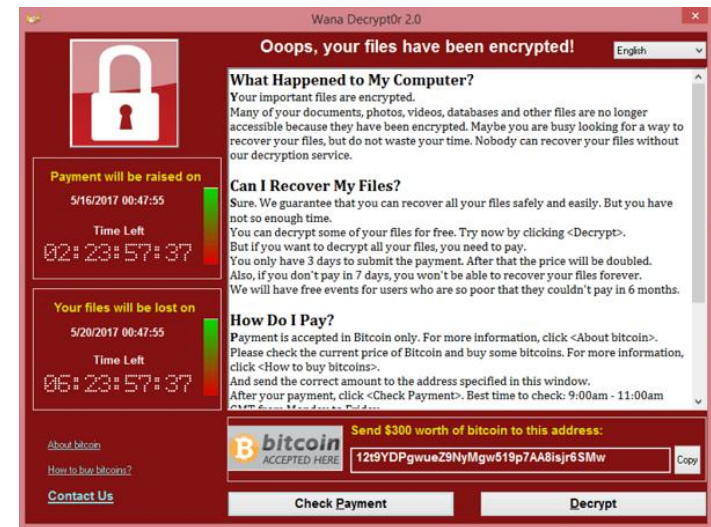 Wana Decrypt0r 2.0
Ooops, your files have been encrypted!
English
Payment will be raised on
5/16/2017 00:47:55
Time Left
02:23:57:37
Your files will be lost on
5/20/2017 00:47:55
Time Left
06:23:57:37
About bitcoin
How to buy bitcoins?
Contact Us
What Happened to My Computer?
Your important files are encrypted.
Many of your documents, photos, videos, databases and other files are no longer
accessible because they have been encrypted. Maybe you are busy looking for a way to
recover your files, but do not waste your time. Nobody can recover your files without
our decryption service.
Can I Recover My Files?
Sure. We guarantee that you can recover all your files safely and easily. But you have
not so enough time.
You can decrypt some of your files for free. Try now by clicking <Decrypt>.
But if you want to decrypt all your files, you need to pay.
You only have 3 days to submit the payment. After that the price will be doubled.
Also, if you don't pay in 7 days, you won't be able to recover your files forever.
We will have free events for users who are so poor that they couldn't pay in 6 months.
How Do I Pay?
Payment is accepted in Bitcoin only. For more information, click <About bitcoin>.
Please check the current price of Bitcoin and buy some bitcoins. For more information,
click <How to buy bitcoins>.
And send the correct amount to the address specified in this window.
After your payment, click <Check Payment>. Best time to check: 9:00am - 11:00am
GMT from Monday to Friday.
bitcoin
ACCEPTED HERE
Send $300 worth of bitcoin to this address:
12t9YDPgwueZ9NyMgw519p7AA8isjr6SMw
Copy
Check Payment
Decrypt